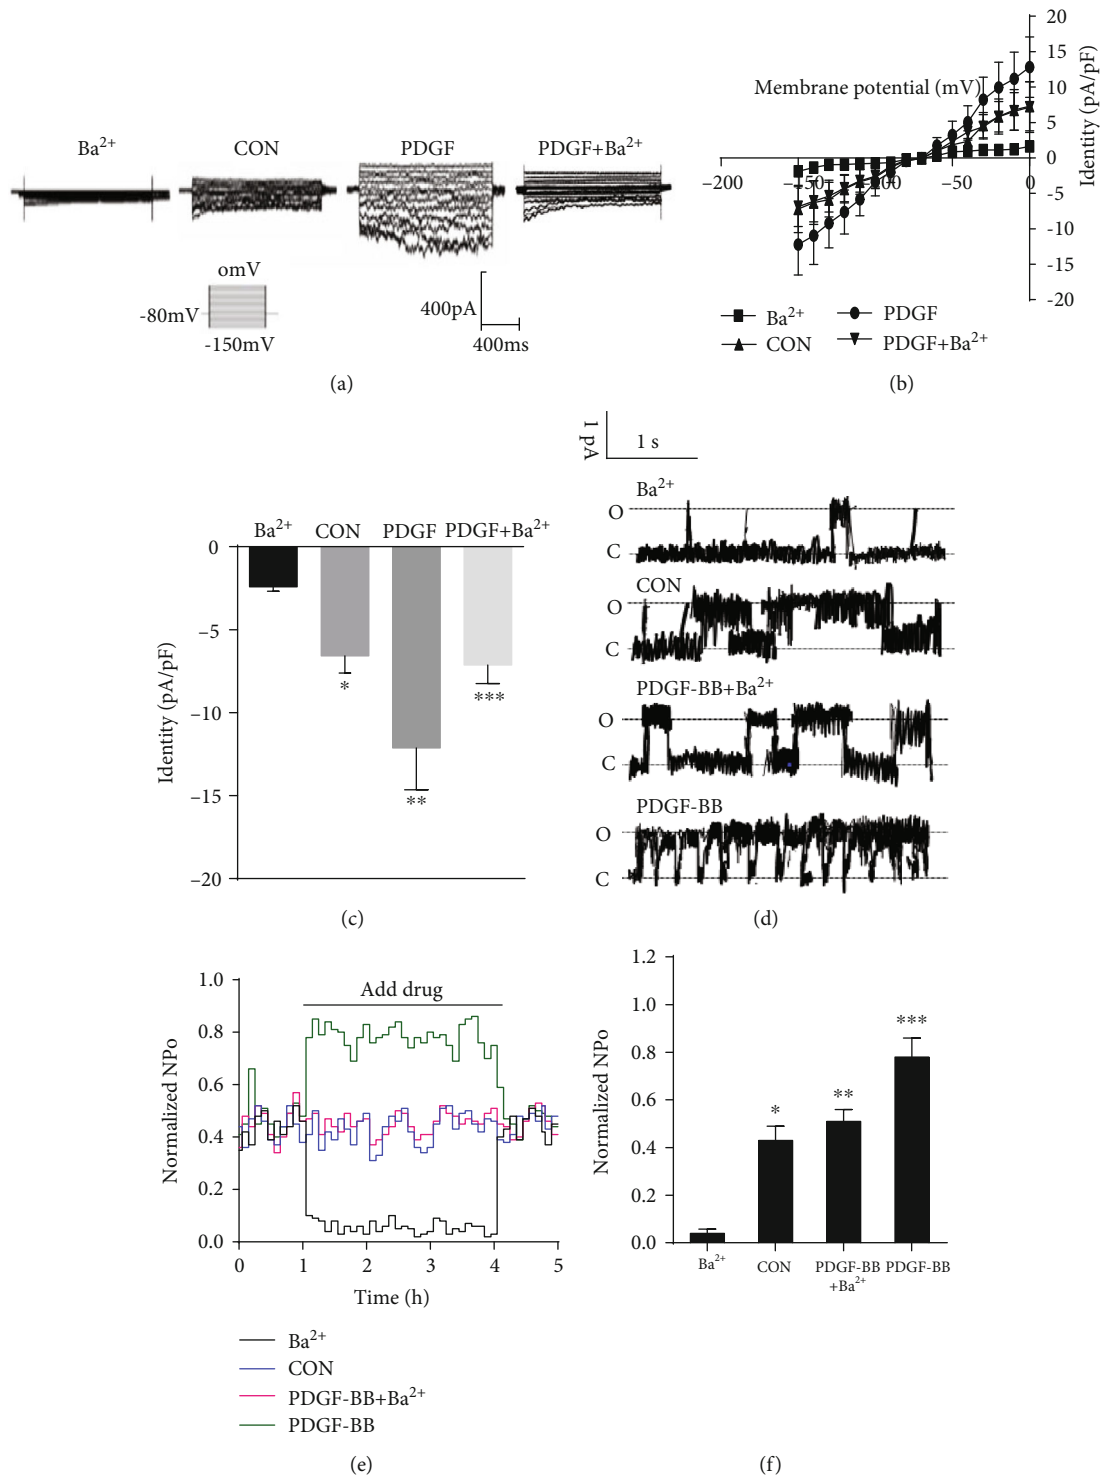 Ba2+ CON PDGF PDGF+Ba2+
omV
-80mV
-150mV
400pA
400ms
(a)
20
15
10
5
0
−5
−10
−15
−20
Identity (pA/pF)
Membrane potential (mV)
−200 −150 −100 −50
Ba2+ PDGF
CON PDGF+Ba2+
(b)
Ba2+ CON PDGF PDGF+Ba2+
0
−5
−10
−15
−20
Identity (pA/pF)
* ** ***
(c)
1 pA
1 s
Ba2+
O
C
CON
O
C
PDGF-BB+Ba2+
O
C
PDGF-BB
O
C
(d)
1.0
0.8
0.6
0.4
0.2
0.0
Normalized NPo
Add drug
0 1 2 3 4 5
Time (h)
Ba2+
CON
PDGF-BB+Ba2+
PDGF-BB
(e)
1.2
1.0
0.8
0.6
0.4
0.2
0.0
Normalized NPo
* ** ***
Ba2+ CON PDGF-BB PDGF-BB
+Ba2+
(f)